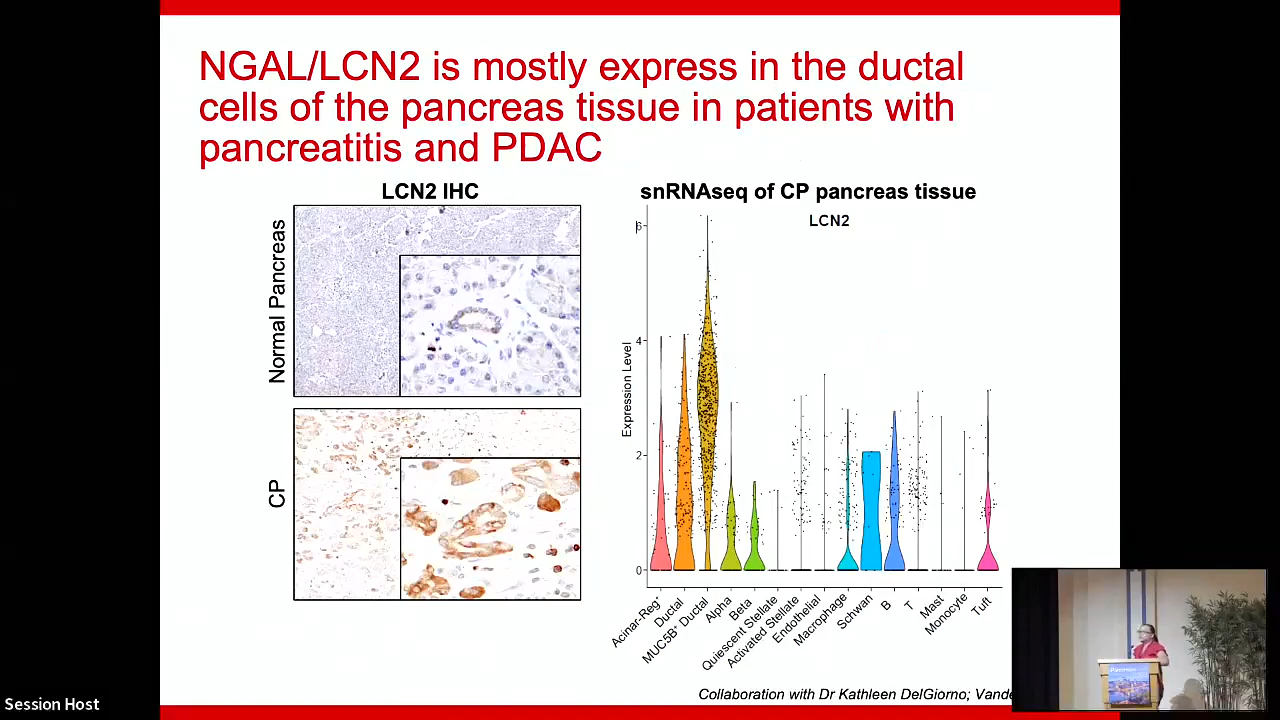 NGAL/LCN2 is mostly express in the ductal
cells of the pancreas tissue in patients with
pancreatitis and PDAC
LCN2 IHC
Normal Pancreas
CP
snRNAseq of CP pancreas tissue
LCN2
Expression Level
6
4
2
0
Acinar-Reg⁺
Ductal
MUC5B⁺ Ductal
Alpha
Beta
Quiescent Stellate
Activated Stellate
Endothelial
Macrophage
Schwan
B
T
Mast
Monocyte
Tuft
Collaboration with Dr Kathleen DelGiorno; Vande
Session Host